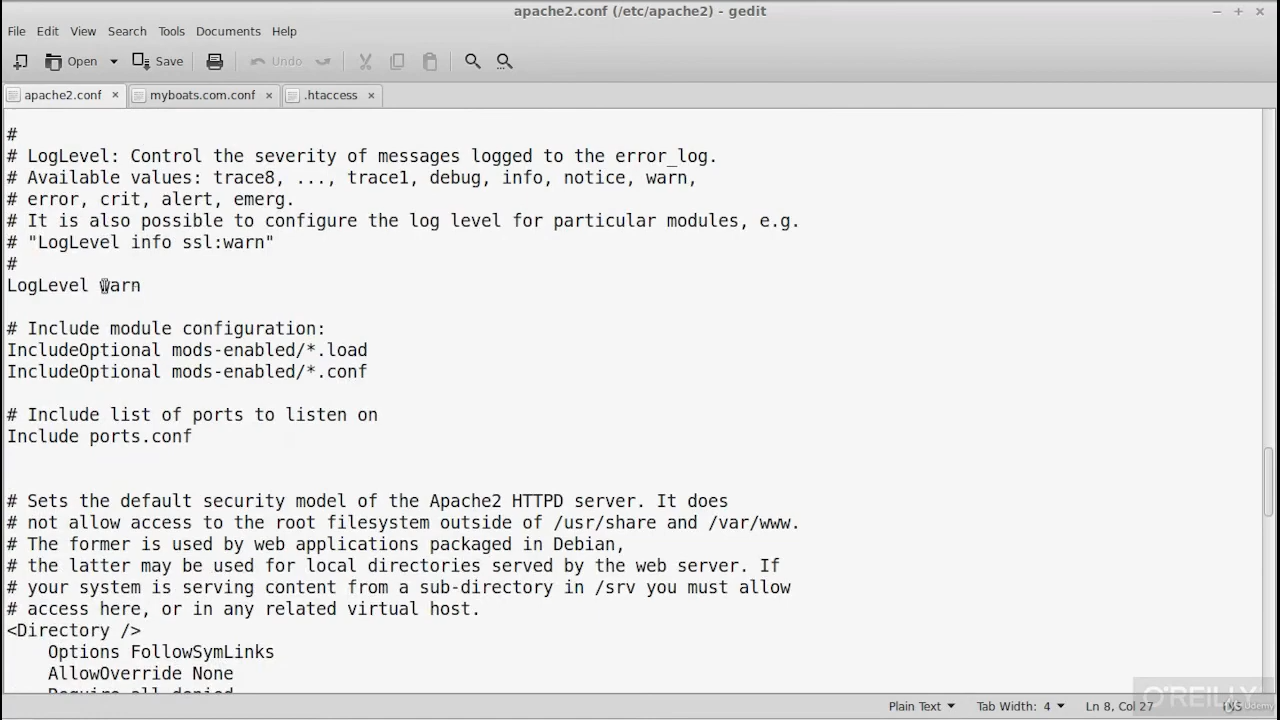 apache2.conf (/etc/apache2) - gedit
File Edit View Search Tools Documents Help
Open Save Undo
apache2.conf myboats.com.conf .htaccess
#
# LogLevel: Control the severity of messages logged to the error_log.
# Available values: trace8, ..., trace1, debug, info, notice, warn,
# error, crit, alert, emerg.
# It is also possible to configure the log level for particular modules, e.g.
# "LogLevel info ssl:warn"
#
LogLevel warn
# Include module configuration:
IncludeOptional mods-enabled/*.load
IncludeOptional mods-enabled/*.conf
# Include list of ports to listen on
Include ports.conf
# Sets the default security model of the Apache2 HTTPD server. It does
# not allow access to the root filesystem outside of /usr/share and /var/www.
# The former is used by web applications packaged in Debian,
# the latter may be used for local directories served by the web server. If
# your system is serving content from a sub-directory in /srv you must allow
# access here, or in any related virtual host.
<Directory />
Options FollowSymLinks
AllowOverride None
Require all denied
O'REILLY
Plain Text Tab Width: 4 Ln 8, Col 27 Udemy